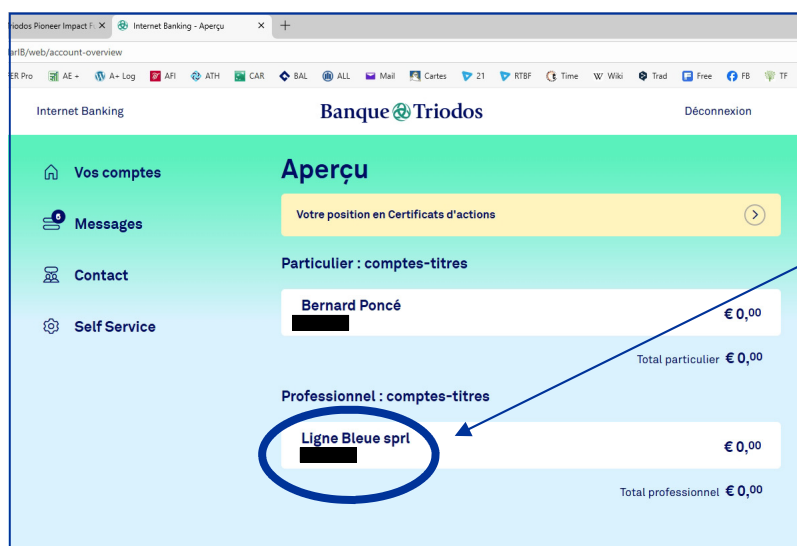 riodos Pioneer Impact Fu
Internet Banking - Aperçu
arIB/web/account-overview
ER Pro AE + A+ Log AFI ATH CAR BAL ALL Mail Cartes 21 RTBF Time Wiki Trad Free FB TF
Internet Banking
Banque Triodos
Déconnexion
Vos comptes
6
Messages
Contact
Self Service
Aperçu
Votre position en Certificats d'actions
Particulier : comptes-titres
Bernard Poncé
€ 0,00
Total particulier € 0,00
Professionnel : comptes-titres
Ligne Bleue sprl
€ 0,00
Total professionnel € 0,00